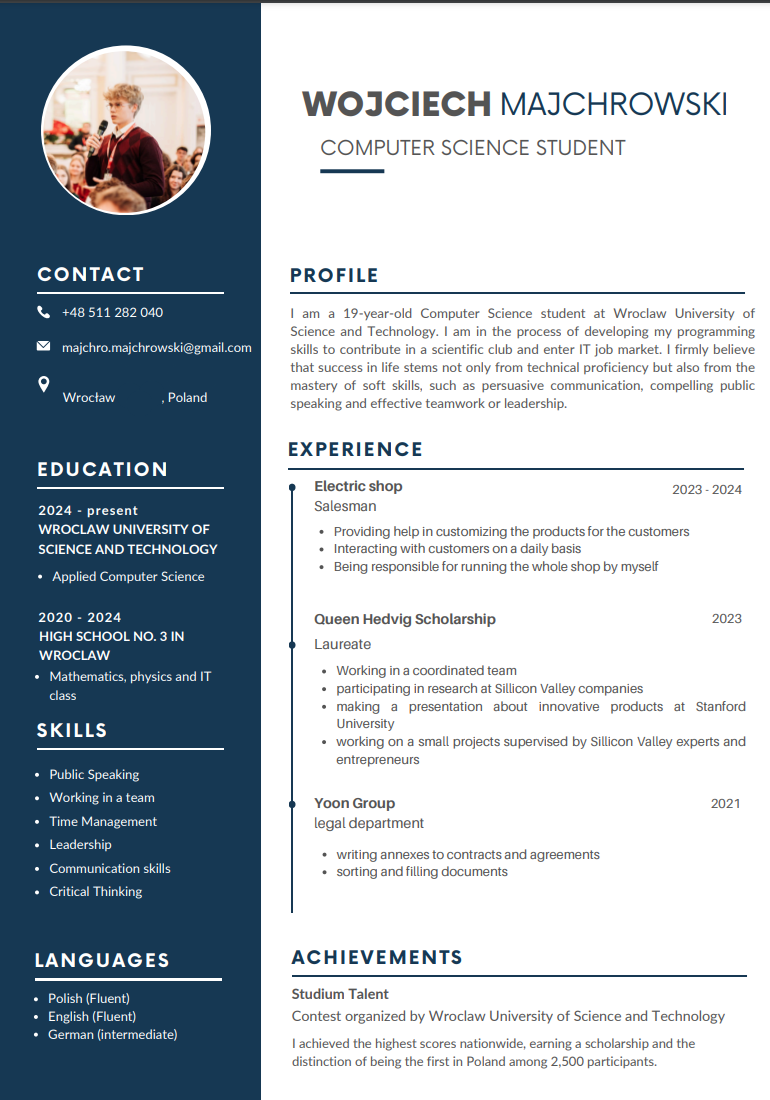 WOJCIECH MAJCHROWSKI
COMPUTER SCIENCE STUDENT
CONTACT
+48 511 282 040
majchro.majchrowski@gmail.com
Wrocław , Poland
EDUCATION
2024 - present
WROCLAW UNIVERSITY OF
SCIENCE AND TECHNOLOGY
• Applied Computer Science
2020 - 2024
HIGH SCHOOL NO. 3 IN
WROCLAW
• Mathematics, physics and IT
class
SKILLS
• Public Speaking
• Working in a team
• Time Management
• Leadership
• Communication skills
• Critical Thinking
LANGUAGES
• Polish (Fluent)
• English (Fluent)
• German (intermediate)
PROFILE
I am a 19-year-old Computer Science student at Wroclaw University of
Science and Technology. I am in the process of developing my programming
skills to contribute in a scientific club and enter IT job market. I firmly believe
that success in life stems not only from technical proficiency but also from the
mastery of soft skills, such as persuasive communication, compelling public
speaking and effective teamwork or leadership.
EXPERIENCE
Electric shop 2023 - 2024
Salesman
• Providing help in customizing the products for the customers
• Interacting with customers on a daily basis
• Being responsible for running the whole shop by myself
Queen Hedvig Scholarship 2023
Laureate
• Working in a coordinated team
• participating in research at Sillicon Valley companies
• making a presentation about innovative products at Stanford
University
• working on a small projects supervised by Sillicon Valley experts and
entrepreneurs
Yoon Group 2021
legal department
• writing annexes to contracts and agreements
• sorting and filling documents
ACHIEVEMENTS
Studium Talent
Contest organized by Wroclaw University of Science and Technology
I achieved the highest scores nationwide, earning a scholarship and the
distinction of being the first in Poland among 2,500 participants.